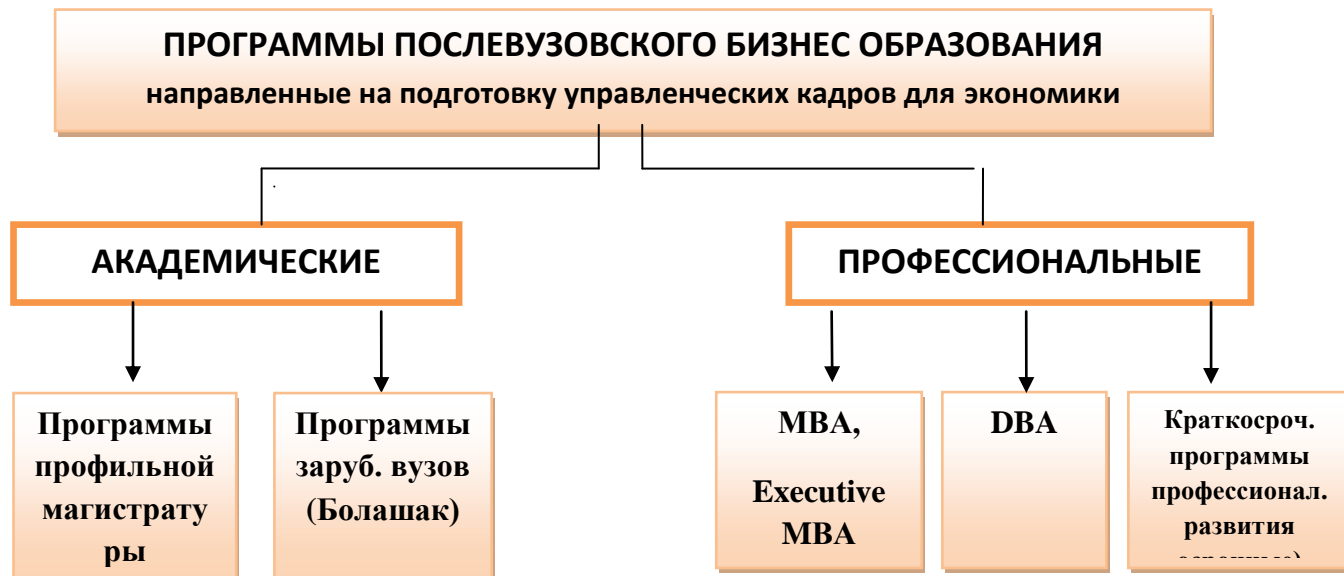 ПРОГРАММЫ ПОСЛЕВУЗОВСКОГО БИЗНЕС ОБРАЗОВАНИЯ
направленные на подготовку управленческих кадров для экономики
АКАДЕМИЧЕСКИЕ
ПРОФЕССИОНАЛЬНЫЕ
Программы
профильной
магистрату
ры
Программы
заруб. вузов
(Болашак)
MBA,
Executive
MBA
DBA
Краткосроч.
программы
профессионал.
развития